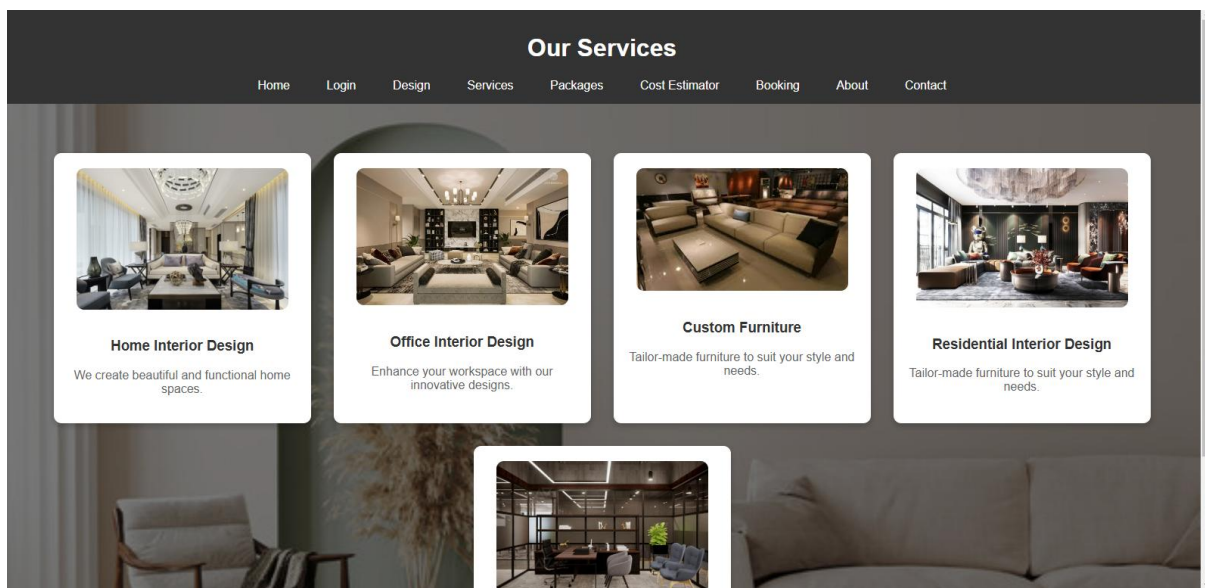 Our Services
Home Login Design Services Packages Cost Estimator Booking About Contact
Home Interior Design
We create beautiful and functional home
spaces.
Office Interior Design
Enhance your workspace with our
innovative designs.
Custom Furniture
Tailor-made furniture to suit your style and
needs.
Residential Interior Design
Tailor-made furniture to suit your style and
needs.